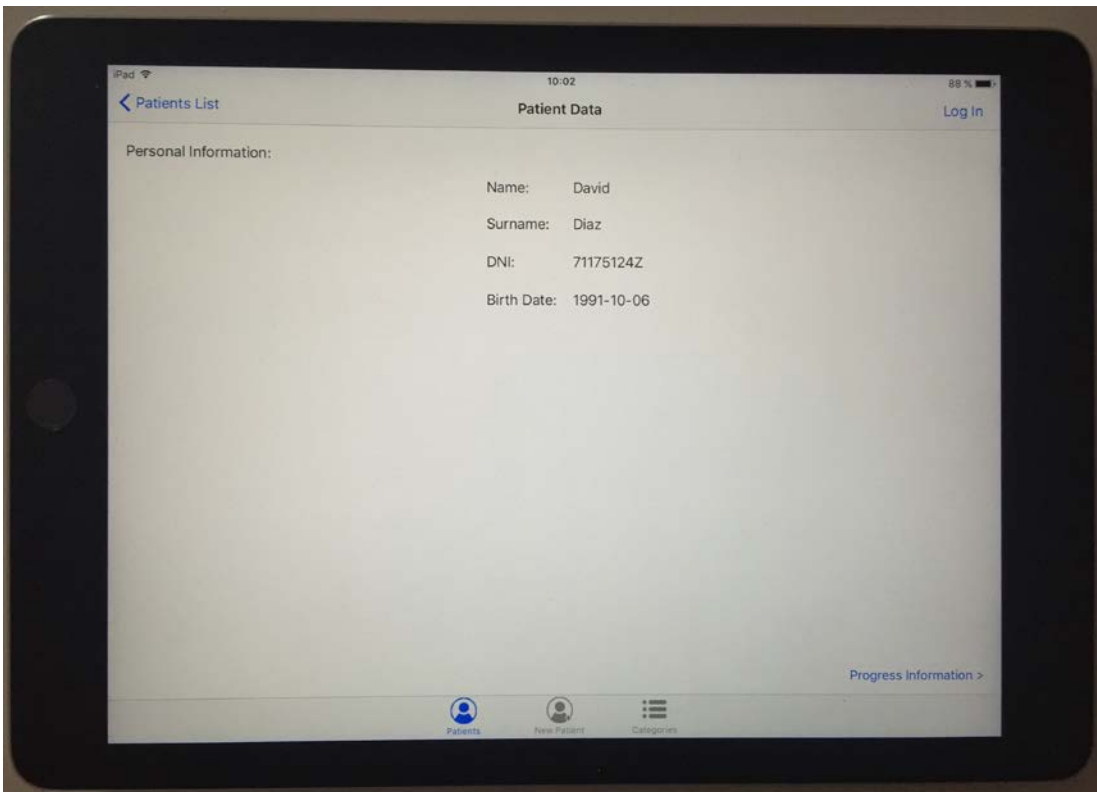 iPad 10:02 88 %
Patients List Patient Data Log In
Personal Information:
Name: David
Surname: Diaz
DNI: 71175124Z
Birth Date: 1991-10-06
Progress Information >
Patients New Patient Categories